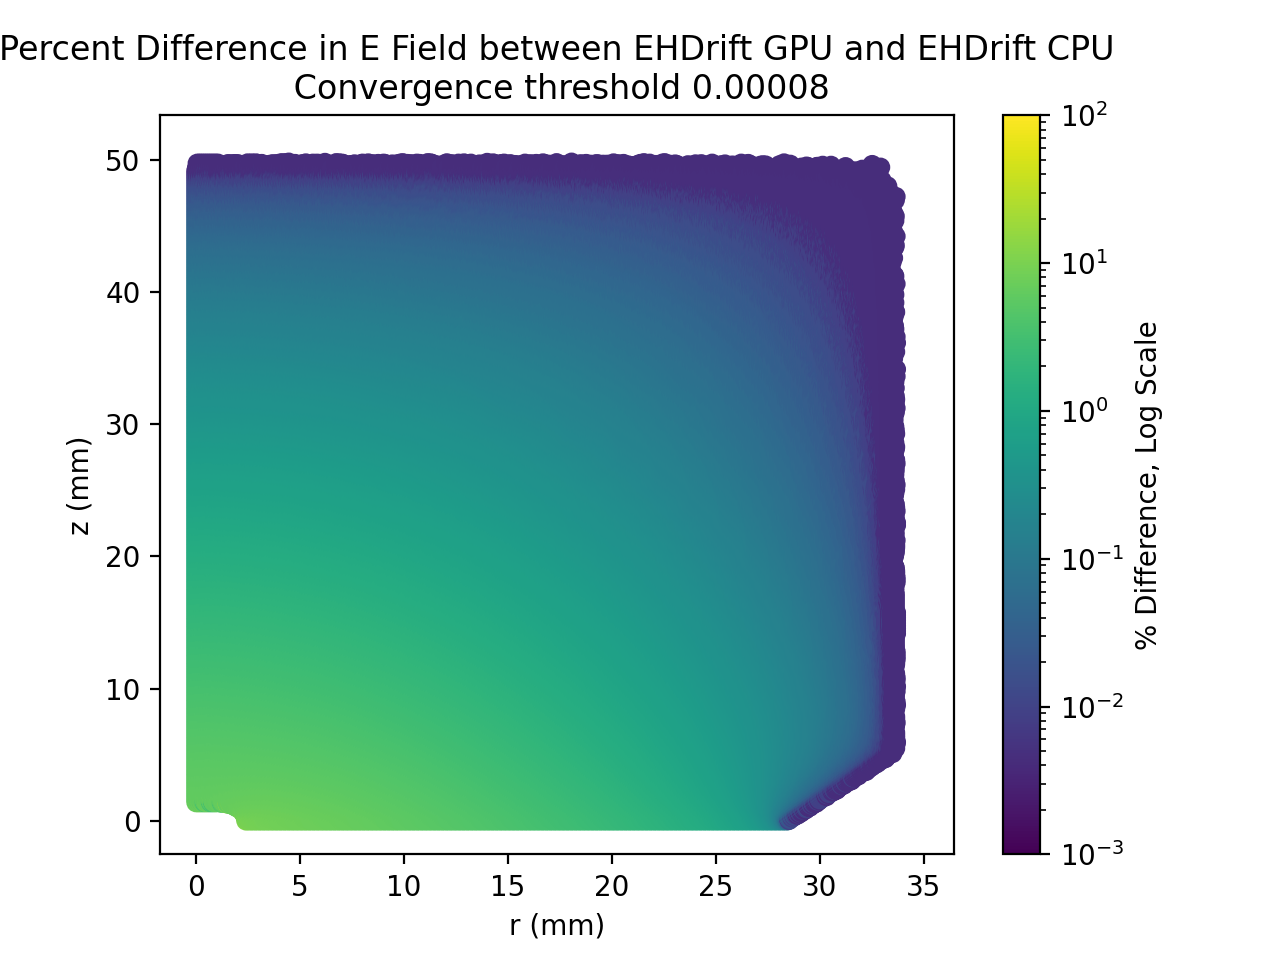 Percent Difference in E Field between EHDrift GPU and EHDrift CPU
Convergence threshold 0.00008
50
40
30
20
10
0
z (mm)
0 5 10 15 20 25 30 35
r (mm)
10²
10¹
10⁰
10⁻¹
10⁻²
10⁻³
% Difference, Log Scale